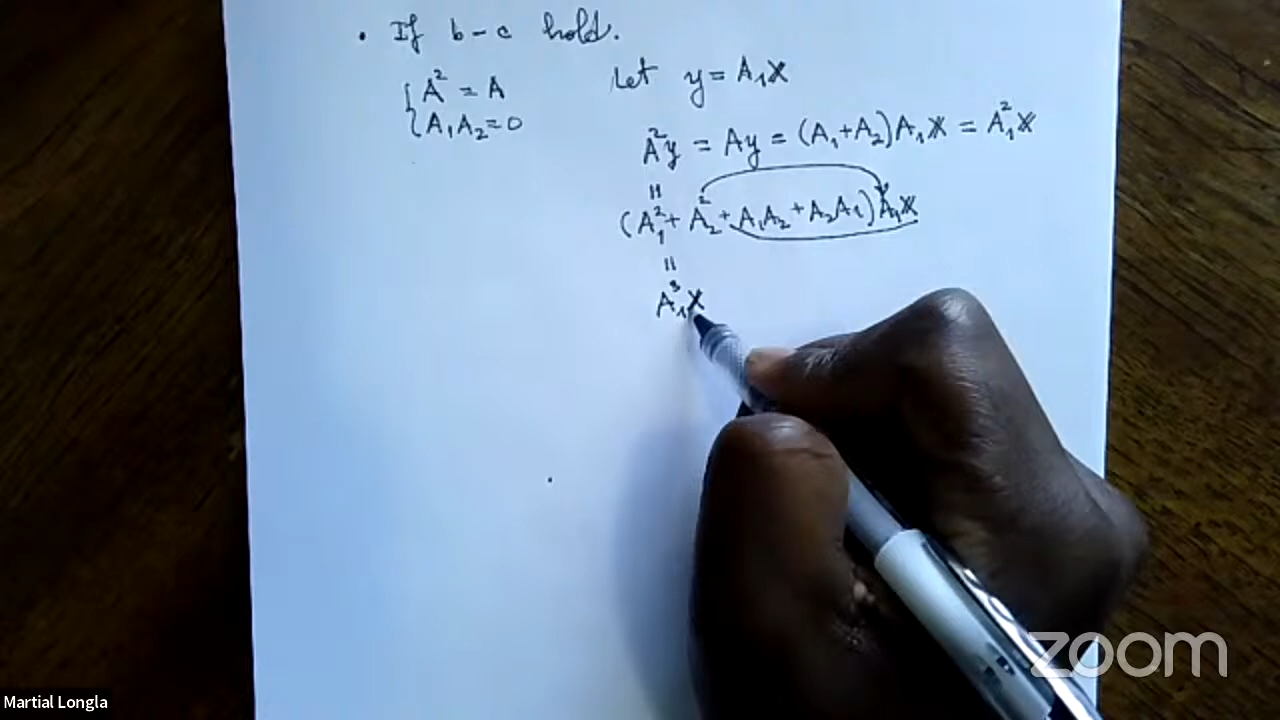 • If b-c hold.
{ A² = A
{ A₁A₂ = 0
Let y = A₁X
A²y = Ay = (A₁+A₂)A₁X = A₁²X
||
(A₁² + A₂² + A₁A₂ + A₂A₁)A₁X
||
A₁³X
zoom
Martial Longla